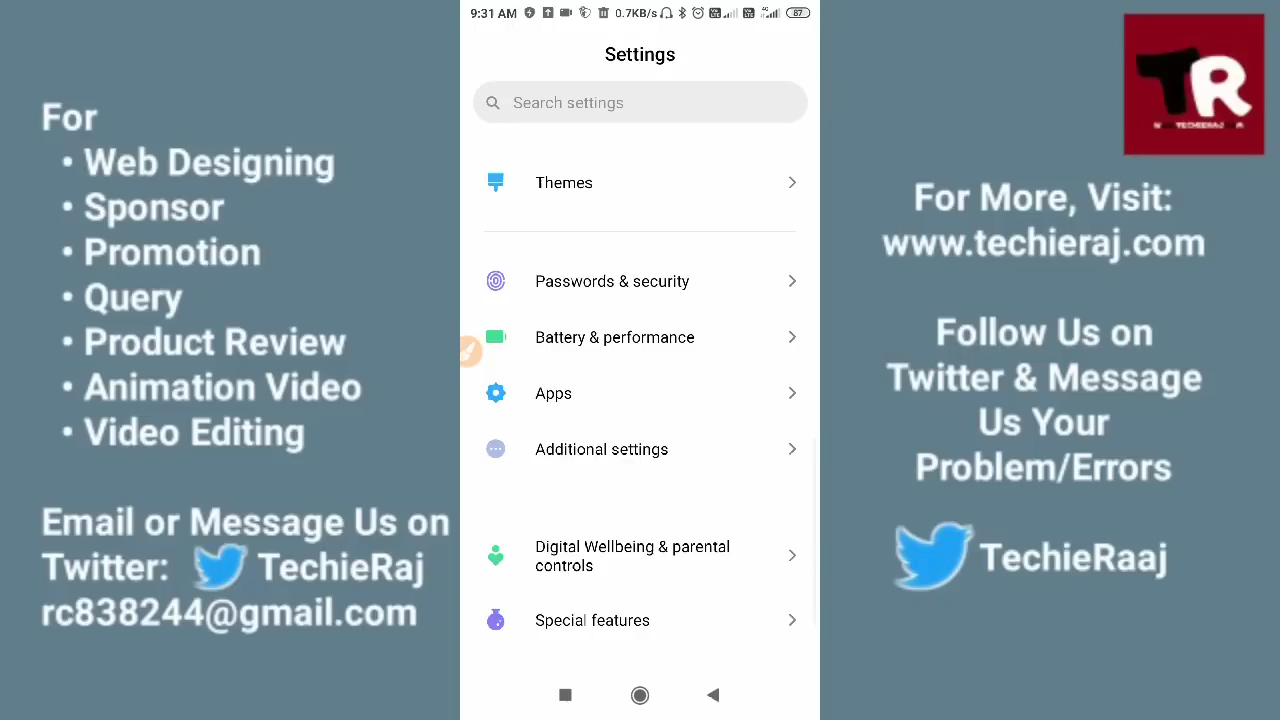 For
• Web Designing
• Sponsor
• Promotion
• Query
• Product Review
• Animation Video
• Video Editing
Email or Message Us on
Twitter: TechieRaj
rc838244@gmail.com
9:31 AM 0.7KB/s 4G 87
Settings
Search settings
Themes
Passwords & security
Battery & performance
Apps
Additional settings
Digital Wellbeing & parental
controls
Special features
TR
For More, Visit:
www.techieraj.com
Follow Us on
Twitter & Message
Us Your
Problem/Errors
TechieRaaj